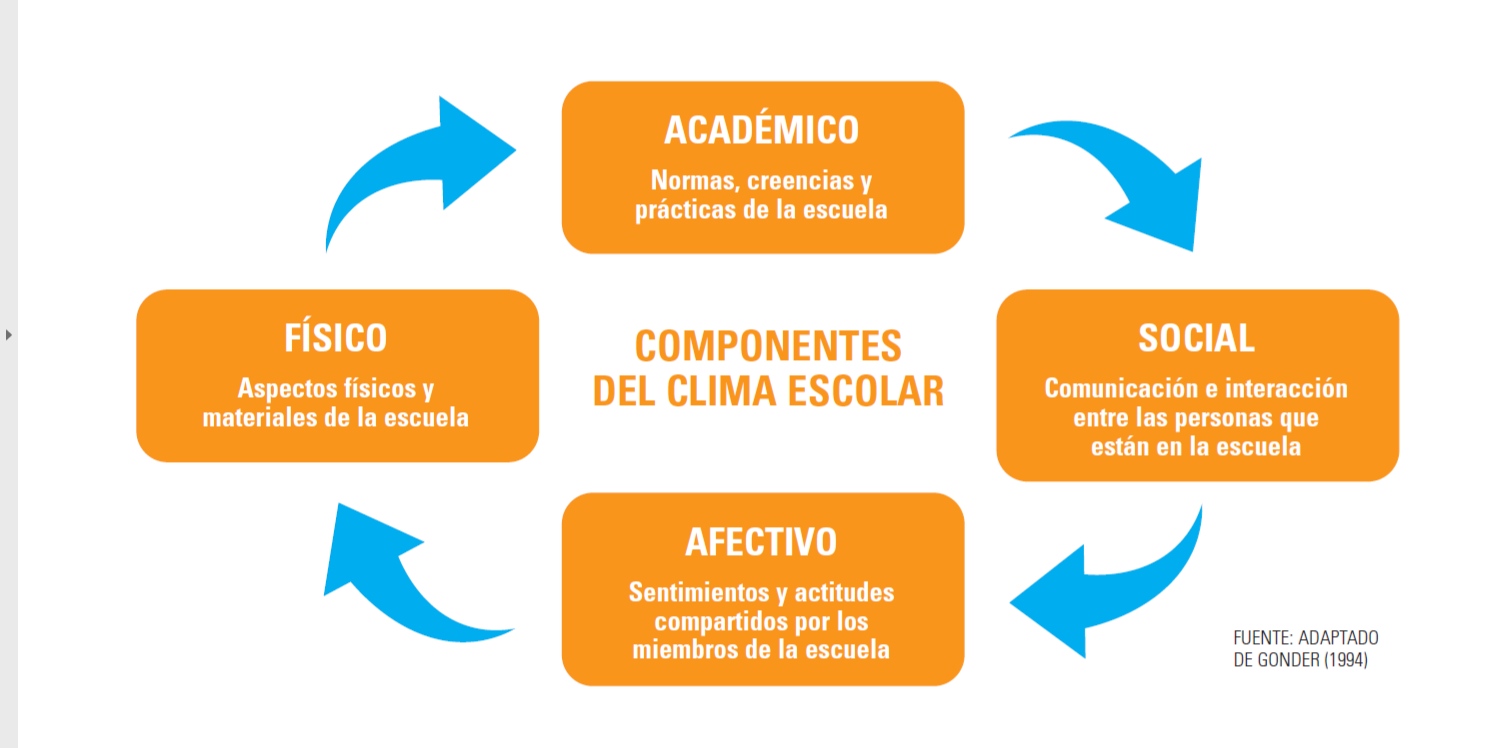 ACADÉMICO
Normas, creencias y
prácticas de la escuela
FÍSICO
Aspectos físicos y
materiales de la escuela
COMPONENTES
DEL CLIMA ESCOLAR
SOCIAL
Comunicación e interacción
entre las personas que
están en la escuela
AFECTIVO
Sentimientos y actitudes
compartidos por los
miembros de la escuela
FUENTE: ADAPTADO
DE GONDER (1994)